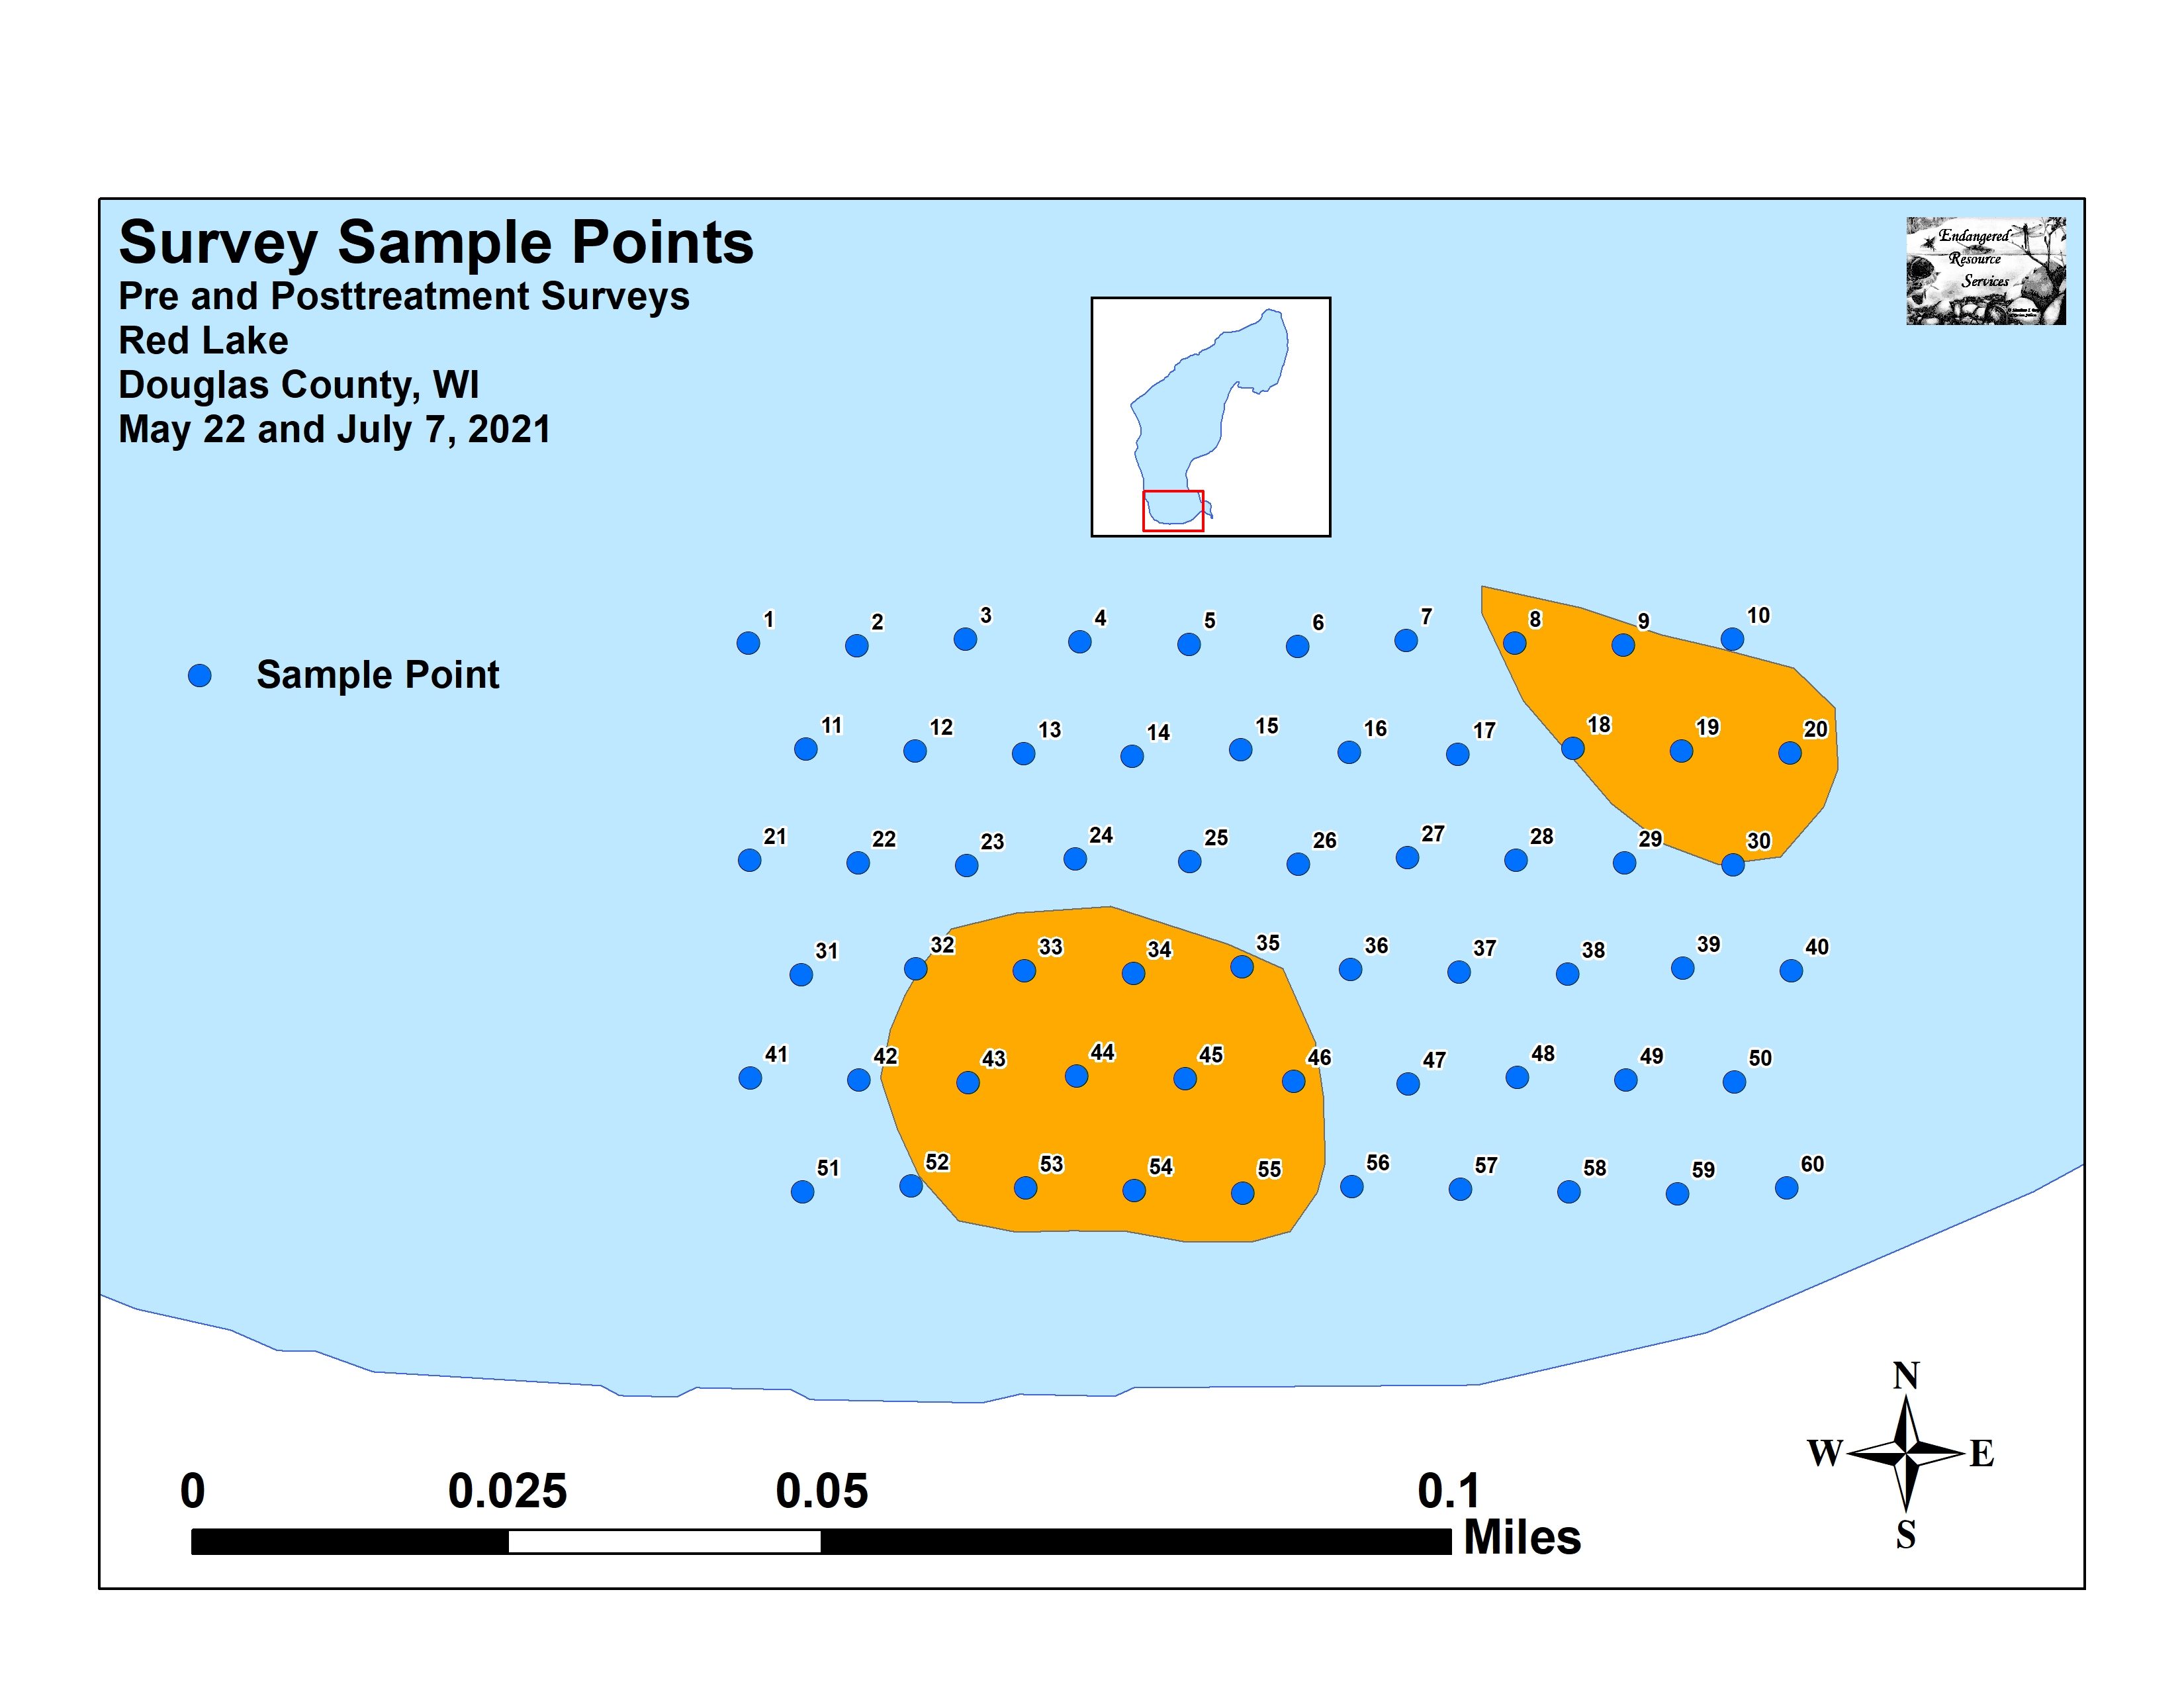 Survey Sample Points
Pre and Posttreatment Surveys
Red Lake
Douglas County, WI
May 22 and July 7, 2021
Endangered
Resource
Services
Sample Point
1 2 3 4 5 6 7 8 9 10
11 12 13 14 15 16 17 18 19 20
21 22 23 24 25 26 27 28 29 30
31 32 33 34 35 36 37 38 39 40
41 42 43 44 45 46 47 48 49 50
51 52 53 54 55 56 57 58 59 60
N
W E
S
0 0.025 0.05 0.1
Miles